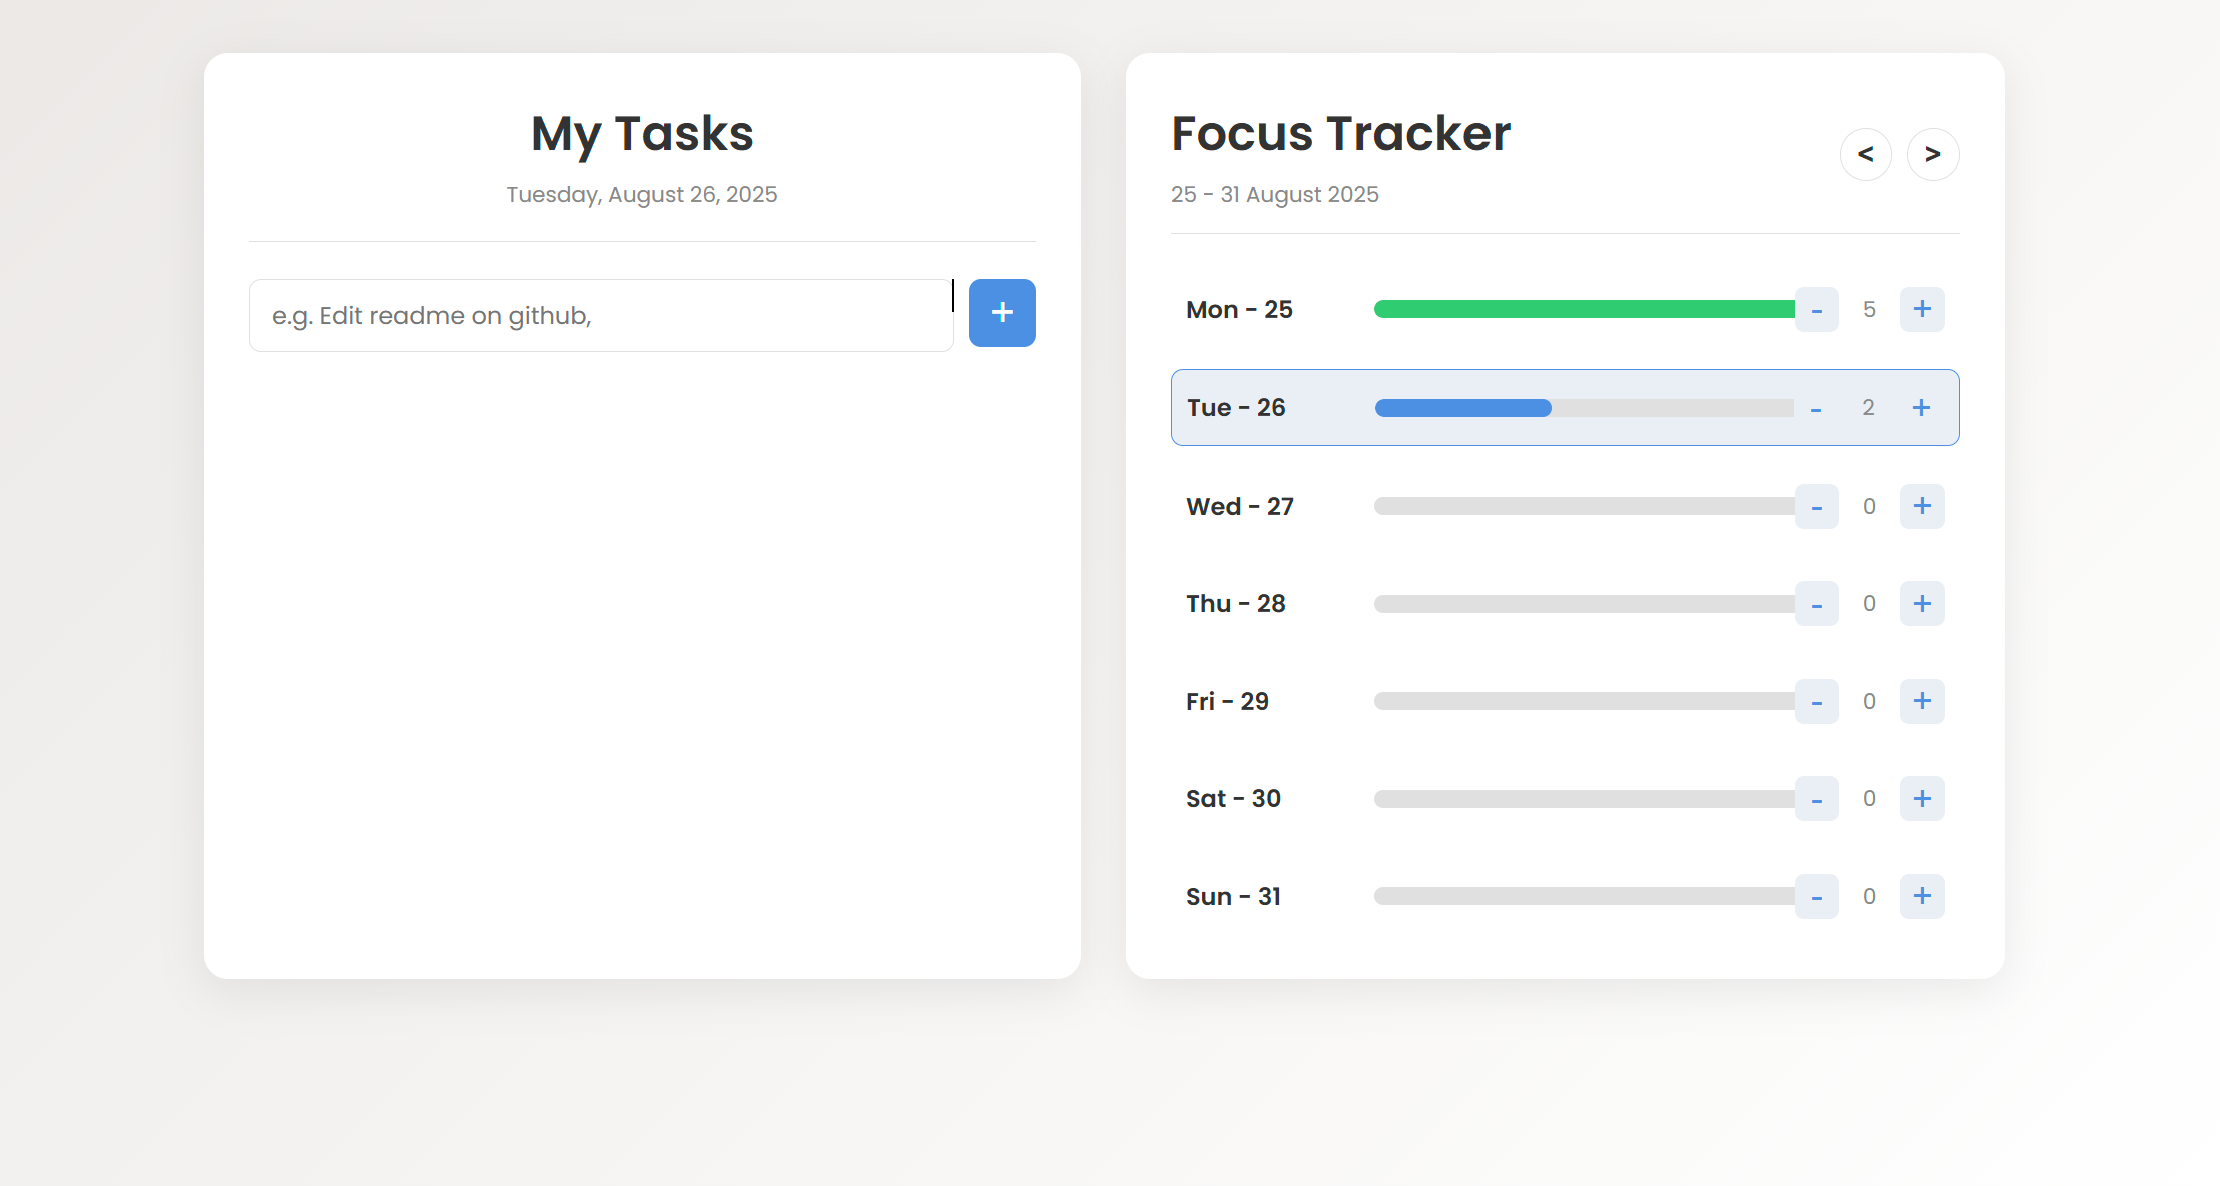 My Tasks
Tuesday, August 26, 2025
e.g. Edit readme on github,
+
Focus Tracker
25 - 31 August 2025
< >
Mon - 25 - 5 +
Tue - 26 - 2 +
Wed - 27 - 0 +
Thu - 28 - 0 +
Fri - 29 - 0 +
Sat - 30 - 0 +
Sun - 31 - 0 +